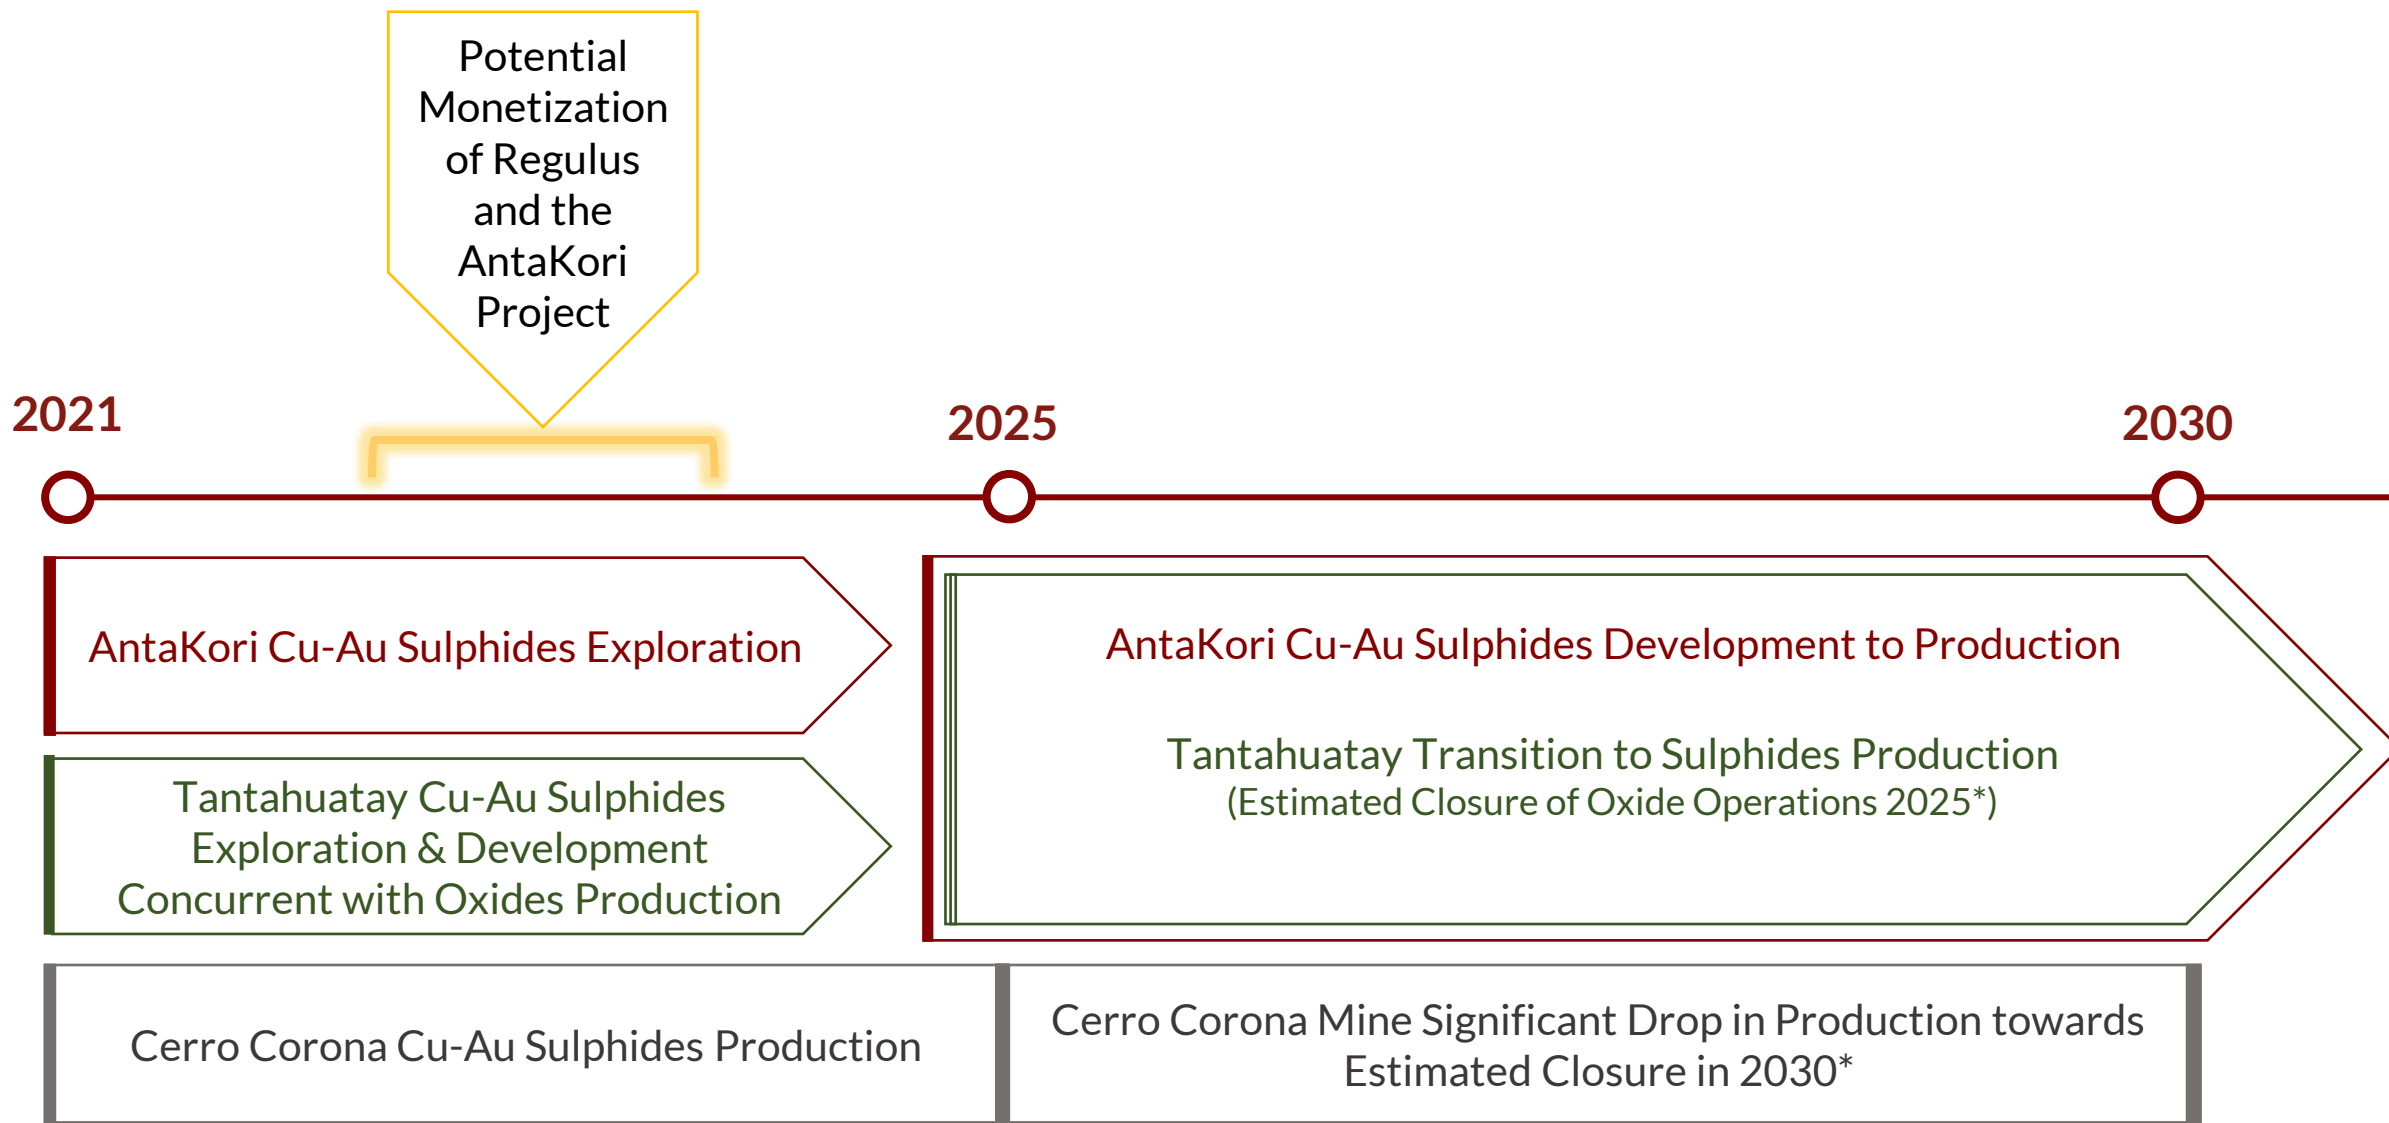 Potential
Monetization
of Regulus
and the
AntaKori
Project
2021
2025
2030
AntaKori Cu-Au Sulphides Exploration
AntaKori Cu-Au Sulphides Development to Production
Tantahuatay Transition to Sulphides Production
(Estimated Closure of Oxide Operations 2025*)
Tantahuatay Cu-Au Sulphides
Exploration & Development
Concurrent with Oxides Production
Cerro Corona Cu-Au Sulphides Production
Cerro Corona Mine Significant Drop in Production towards
Estimated Closure in 2030*